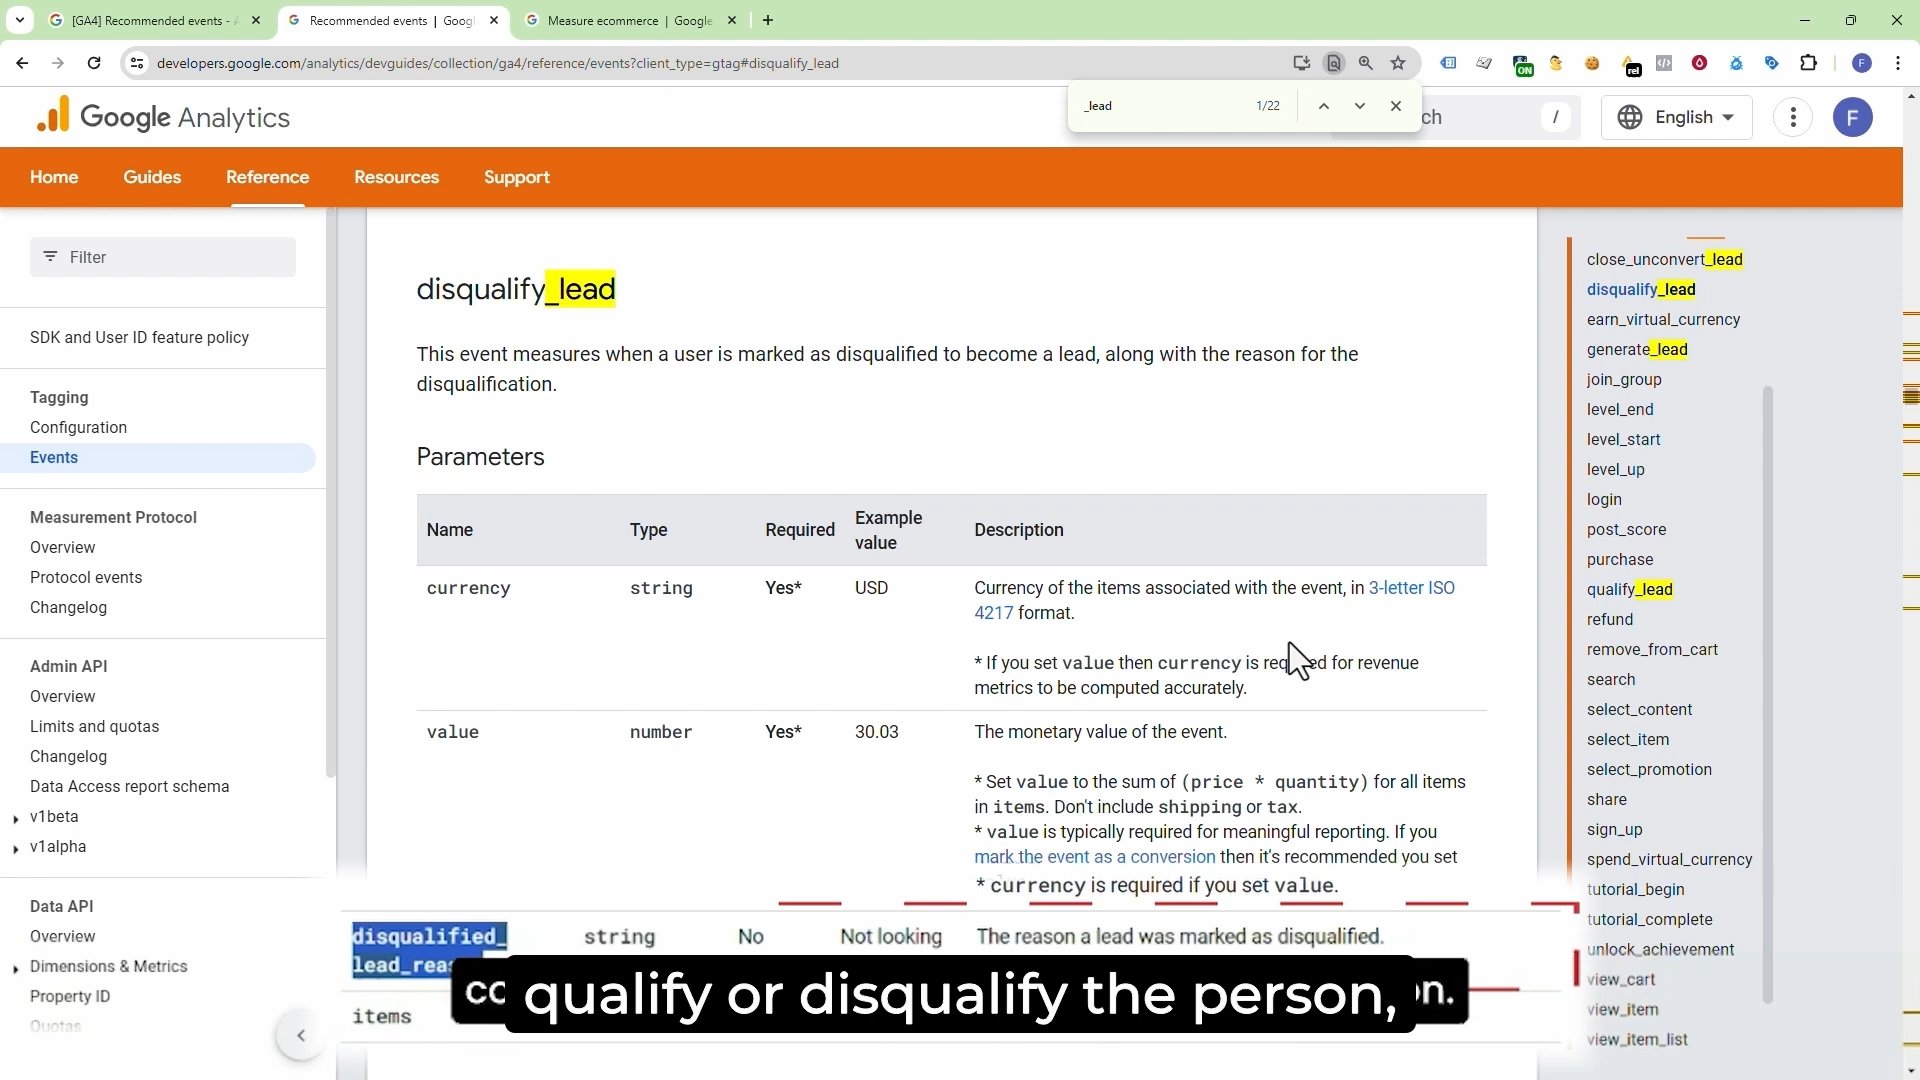 [GA4] Recommended events -
Recommended events | Goog
Measure ecommerce | Google
developers.google.com/analytics/devguides/collection/ga4/reference/events?client_type=gtag#disqualify_lead
ON
rel
F
_lead
1/22
Google Analytics
ch
/
English
F
Home
Guides
Reference
Resources
Support
Filter
SDK and User ID feature policy
Tagging
Configuration
Events
Measurement Protocol
Overview
Protocol events
Changelog
Admin API
Overview
Limits and quotas
Changelog
Data Access report schema
v1beta
v1alpha
Data API
Overview
Dimensions & Metrics
Property ID
Quotas
disqualify_lead
This event measures when a user is marked as disqualified to become a lead, along with the reason for the
disqualification.
Parameters
Name Type Required Example value Description
currency string Yes* USD Currency of the items associated with the event, in 3-letter ISO
4217 format.
* If you set value then currency is required for revenue
metrics to be computed accurately.
value number Yes* 30.03 The monetary value of the event.
* Set value to the sum of (price * quantity) for all items
in items. Don't include shipping or tax.
* value is typically required for meaningful reporting. If you
mark the event as a conversion then it's recommended you set
* currency is required if you set value.
disqualified_ string No Not looking The reason a lead was marked as disqualified.
lead_reas
items
qualify or disqualify the person,
close_unconvert_lead
disqualify_lead
earn_virtual_currency
generate_lead
join_group
level_end
level_start
level_up
login
post_score
purchase
qualify_lead
refund
remove_from_cart
search
select_content
select_item
select_promotion
share
sign_up
spend_virtual_currency
tutorial_begin
tutorial_complete
unlock_achievement
view_cart
view_item
view_item_list